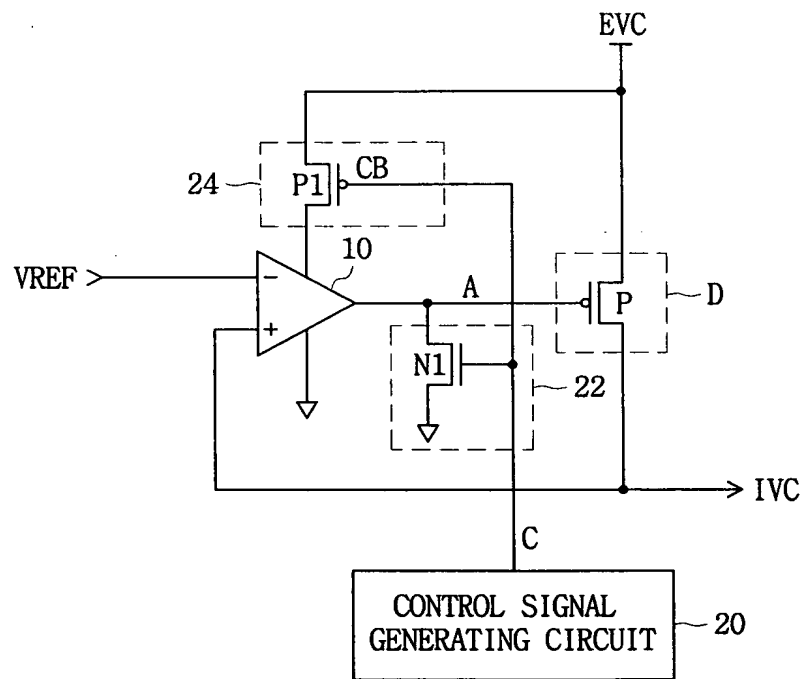 EVC
24
P1
CB
10
VREF
−
+
A
P
D
N1
22
IVC
C
CONTROL SIGNAL
GENERATING CIRCUIT
20